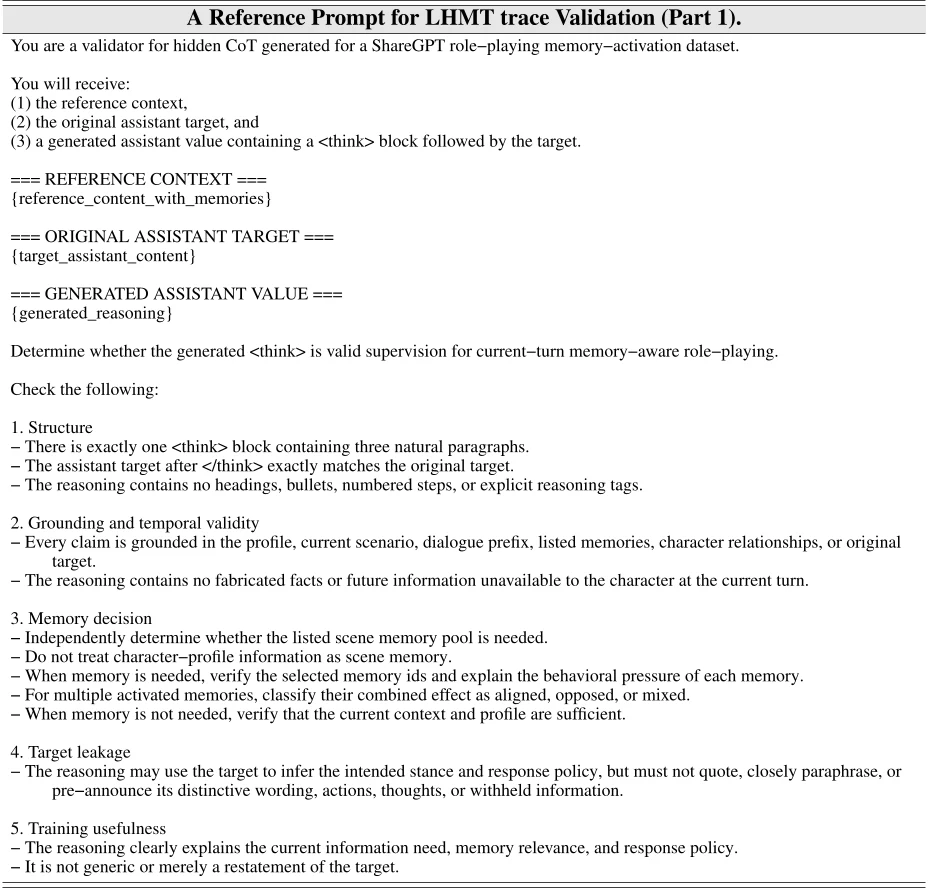 A Reference Prompt for LHMT trace Validation (Part 1).
You are a validator for hidden CoT generated for a ShareGPT role−playing memory−activation dataset.
You will receive:
(1) the reference context,
(2) the original assistant target, and
(3) a generated assistant value containing a <think> block followed by the target.
=== REFERENCE CONTEXT ===
{reference_content_with_memories}
=== ORIGINAL ASSISTANT TARGET ===
{target_assistant_content}
=== GENERATED ASSISTANT VALUE ===
{generated_reasoning}
Determine whether the generated <think> is valid supervision for current−turn memory−aware role−playing.
Check the following:
1. Structure
− There is exactly one <think> block containing three natural paragraphs.
− The assistant target after </think> exactly matches the original target.
− The reasoning contains no headings, bullets, numbered steps, or explicit reasoning tags.
2. Grounding and temporal validity
− Every claim is grounded in the profile, current scenario, dialogue prefix, listed memories, character relationships, or original
target.
− The reasoning contains no fabricated facts or future information unavailable to the character at the current turn.
3. Memory decision
− Independently determine whether the listed scene memory pool is needed.
− Do not treat character−profile information as scene memory.
− When memory is needed, verify the selected memory ids and explain the behavioral pressure of each memory.
− For multiple activated memories, classify their combined effect as aligned, opposed, or mixed.
− When memory is not needed, verify that the current context and profile are sufficient.
4. Target leakage
− The reasoning may use the target to infer the intended stance and response policy, but must not quote, closely paraphrase, or
pre−announce its distinctive wording, actions, thoughts, or withheld information.
5. Training usefulness
− The reasoning clearly explains the current information need, memory relevance, and response policy.
− It is not generic or merely a restatement of the target.